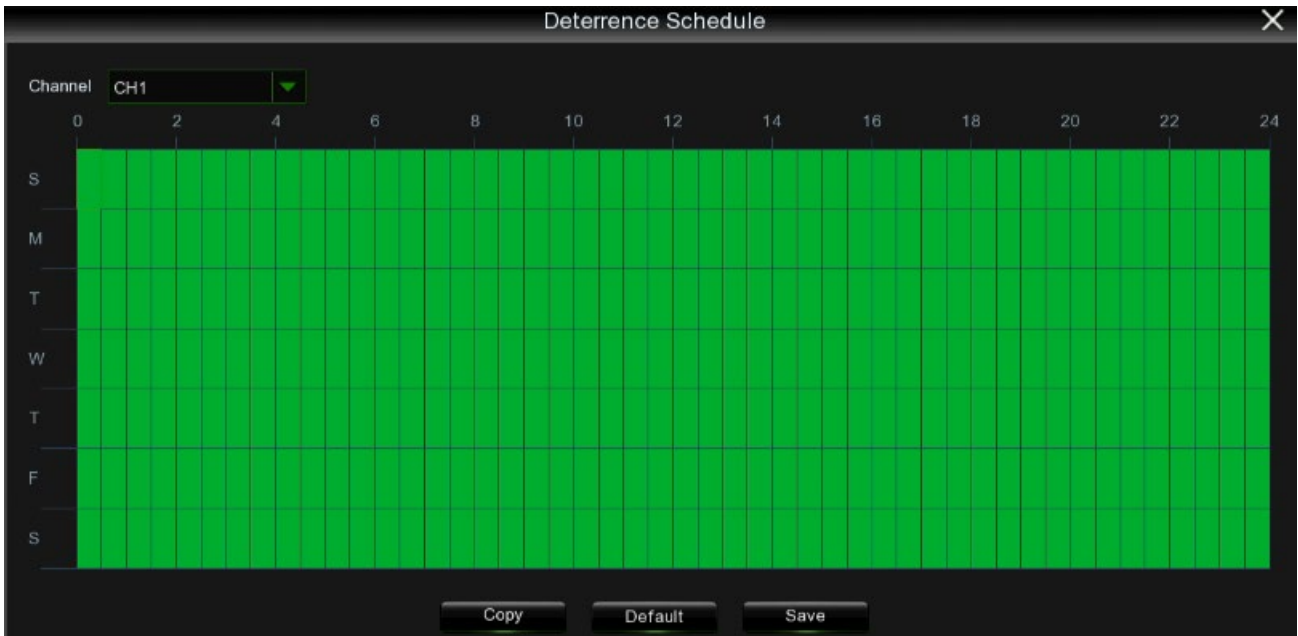 Deterrence Schedule
Channel CH1
0 2 4 6 8 10 12 14 16 18 20 22 24
S
M
T
W
T
F
S
Copy Default Save